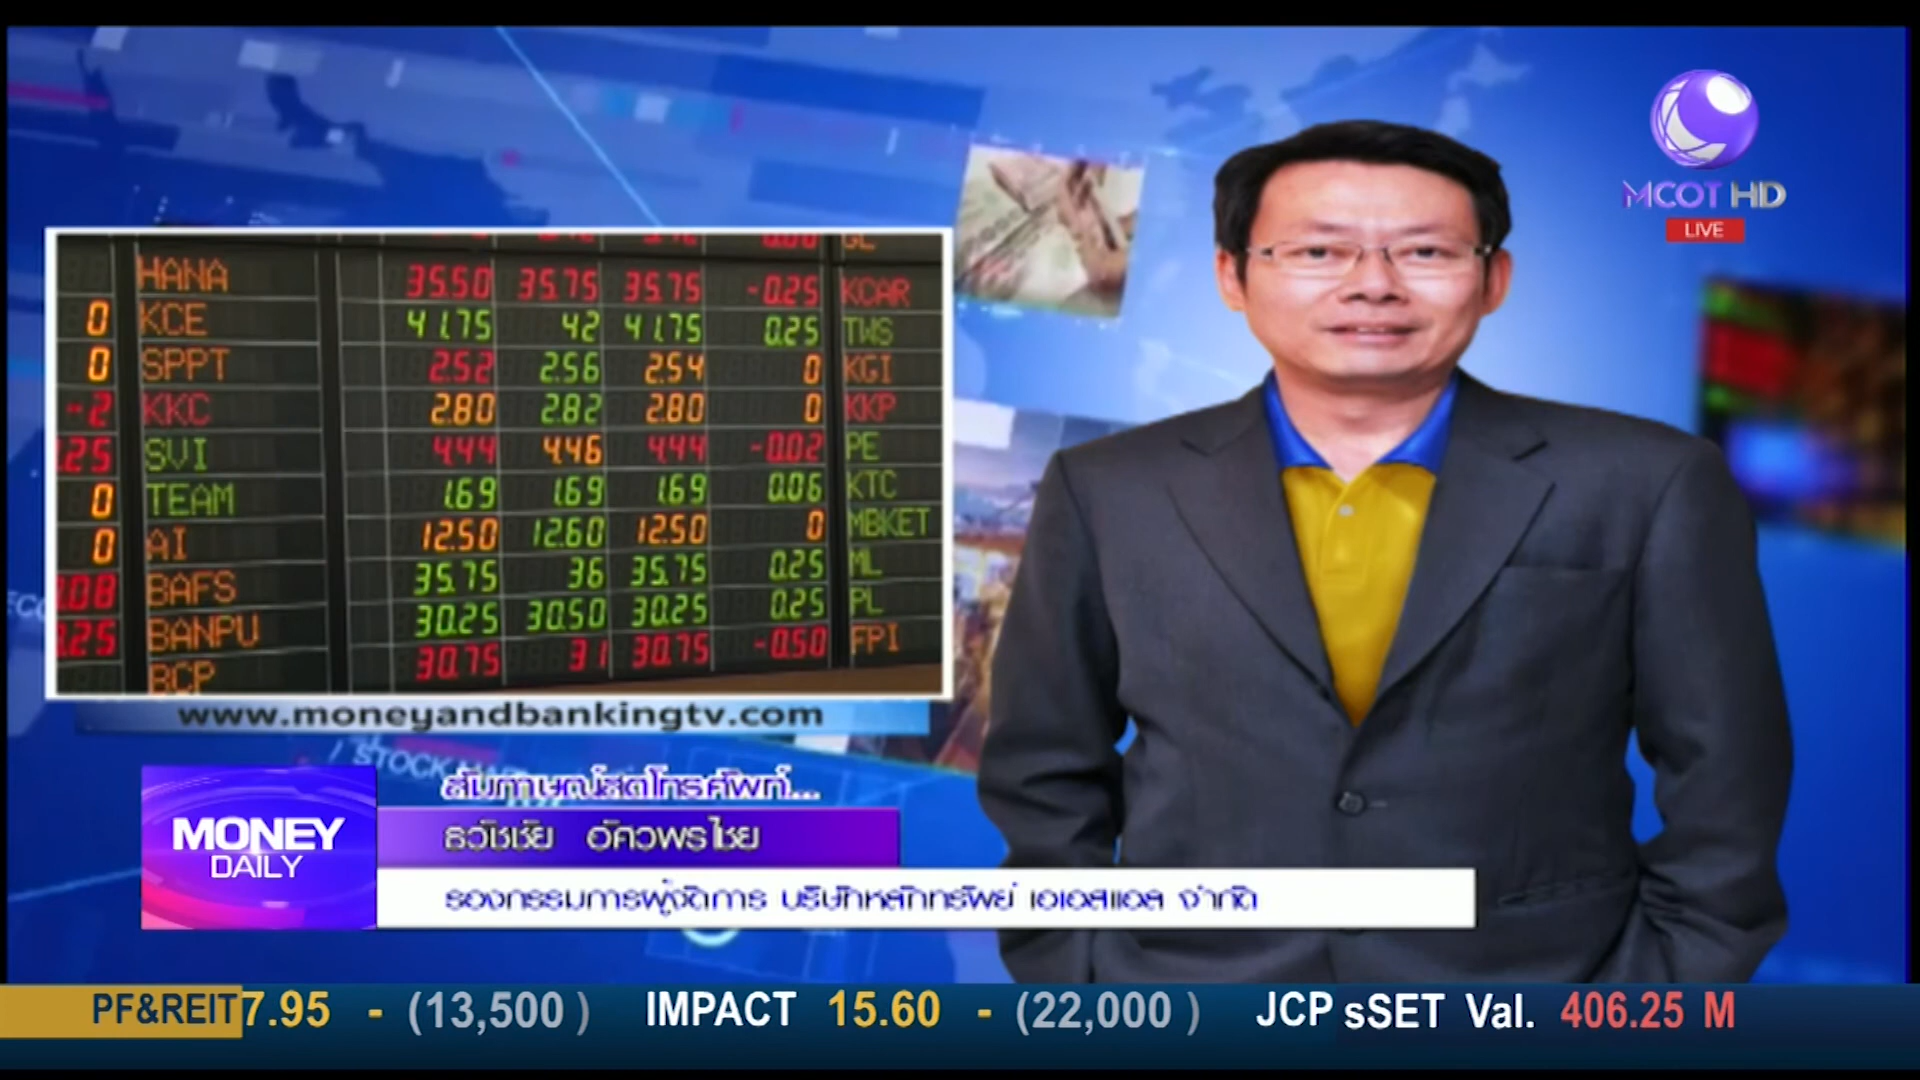 MCOT HD
LIVE
HANA 35.50 35.75 35.75 -0.25 KCAR
0 KCE 41.75 42 41.75 0.25 TWS
0 SPPT 2.52 2.56 2.54 0 KGI
-2 KKC 2.80 2.82 2.80 0 KKP
.25 SVI 4.44 4.46 4.44 -0.02 PE
0 TEAM 1.69 1.69 1.69 0.06 KTC
0 AI 12.50 12.60 12.50 0 MBKET
0.08 BAFS 35.75 36 35.75 0.25 ML
BANPU 30.25 30.50 30.25 0.25 PL
BCP 30.75 31 30.75 -0.50 FPI
www.moneyandbankingtv.com
สัมภาษณ์สดโทรศัพท์...
MONEY
DAILY
ธวัชชัย อัศวพรไชย
รองกรรมการผู้จัดการ บริษัทหลักทรัพย์ เอเอสแอล จำกัด
PF&REIT 7.95 - (13,500 ) IMPACT 15.60 - (22,000 ) JCP sSET Val. 406.25 M